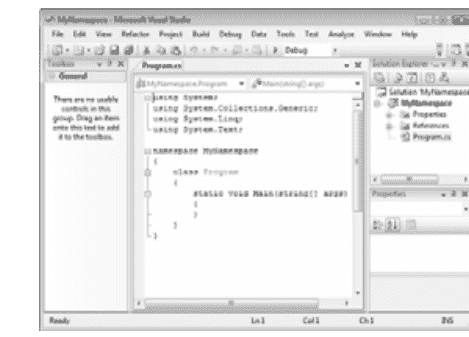 MyNamespace - Microsoft Visual Studio
File Edit View Refactor Project Build Debug Data Tools Test Analyze Window Help
Debug
Toolbox
General
There are no usable
controls in this
group. Drag an item
onto this text to add
it to the toolbox.
Program.cs
MyNamespace.Program Main(string[] args)
using System;
using System.Collections.Generic;
using System.Linq;
using System.Text;
namespace MyNamespace
{
class Program
{
static void Main(string[] args)
{
}
}
}
Solution Explorer
Solution 'MyNamespace
MyNamespace
Properties
References
Program.cs
Properties
Ready Ln 1 Col 1 Ch 1 INS